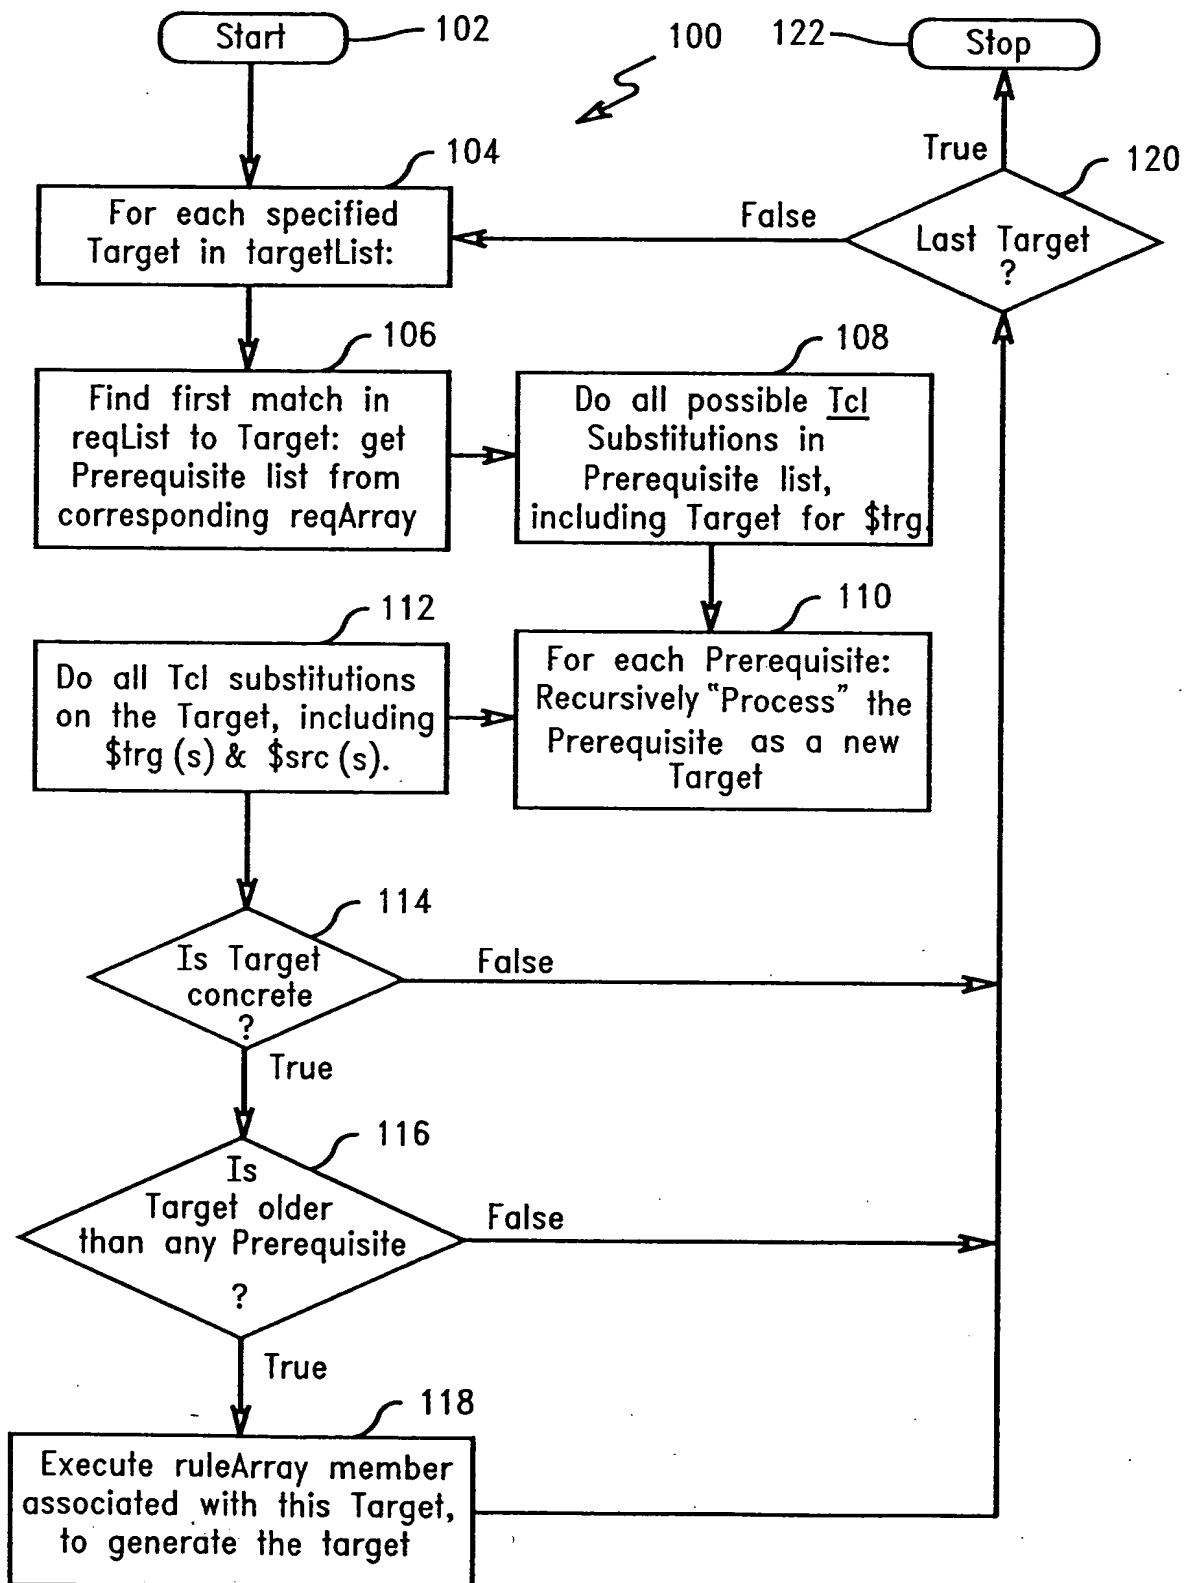 Start
102
100
122
Stop
104
True
120
For each specified
Target in targetList:
False
Last Target
?
106
108
Find first match in
reqList to Target: get
Prerequisite list from
corresponding reqArray
Do all possible Tcl
Substitutions in
Prerequisite list,
including Target for $trg.
112
110
Do all Tcl substitutions
on the Target, including
$trg (s) & $src (s).
For each Prerequisite:
Recursively "Process" the
Prerequisite as a new
Target
114
Is Target
concrete
?
False
True
116
Is
Target older
than any Prerequisite
?
False
True
118
Execute ruleArray member
associated with this Target,
to generate the target